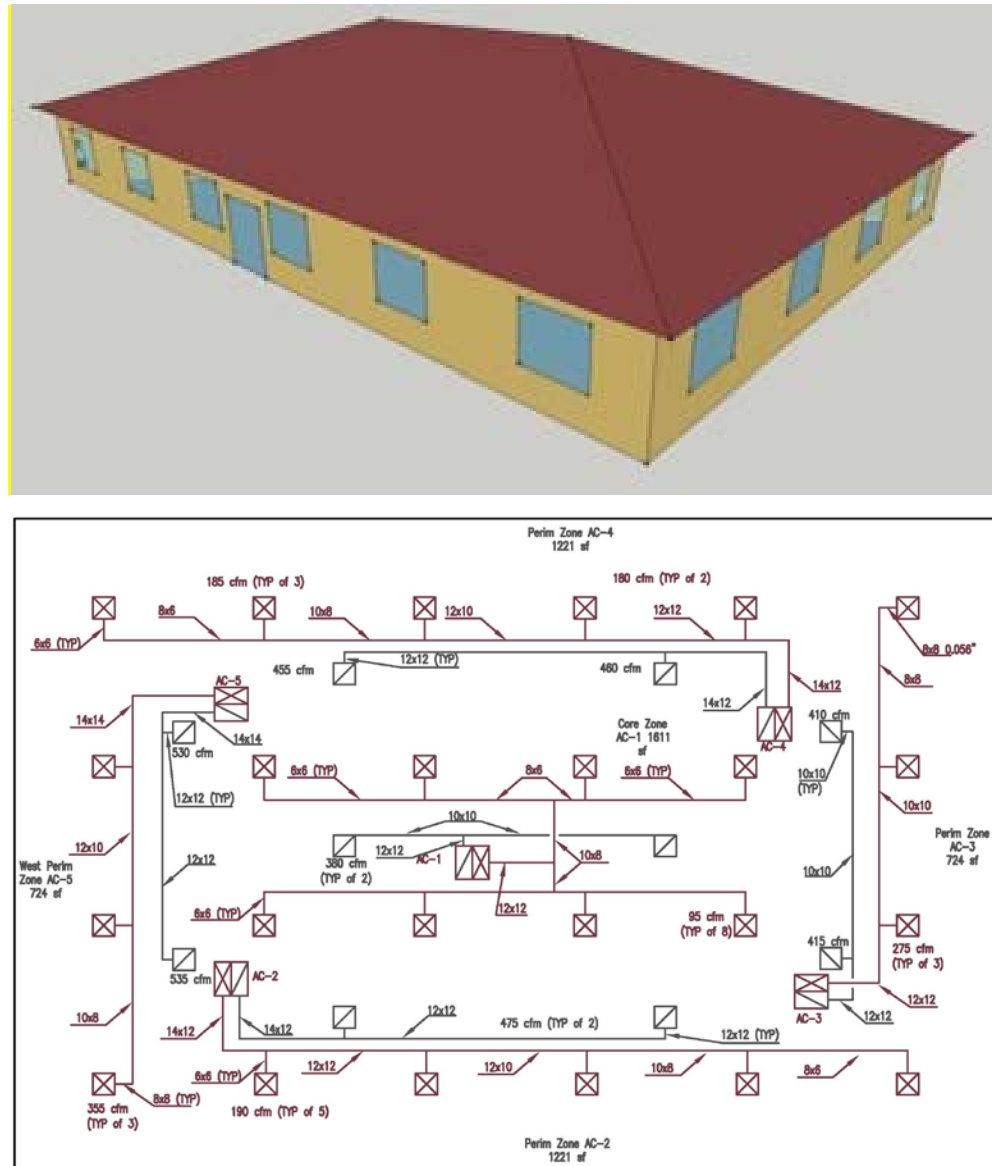 Perim Zone AC-4
1221 sf
185 cfm (TYP of 3)
180 cfm (TYP of 2)
8x6
10x8
12x10
12x12
6x6 (TYP)
8x8 0.056"
12x12 (TYP)
455 cfm
460 cfm
8x8
AC-5
14x12
14x12
14x14
14x14
Core Zone
AC-1 1611
sf
AC-4
410 cfm
530 cfm
6x6 (TYP)
8x6
6x6 (TYP)
10x10
(TYP)
12x12 (TYP)
10x10
10x10
12x10
12x12
380 cfm
(TYP of 2)
12x12
AC-1
10x8
Perim Zone
AC-3
724 sf
West Perim
Zone AC-5
724 sf
12x12
10x10
6x6 (TYP)
95 cfm
(TYP of 8)
415 cfm
275 cfm
(TYP of 3)
535 cfm
AC-2
AC-3
12x12
12x12
10x8
14x12
14x12
12x12
475 cfm (TYP of 2)
12x12 (TYP)
6x6 (TYP)
12x12
12x10
10x8
8x6
355 cfm
(TYP of 3)
8x8 (TYP)
190 cfm (TYP of 5)
Perim Zone AC-2
1221 sf